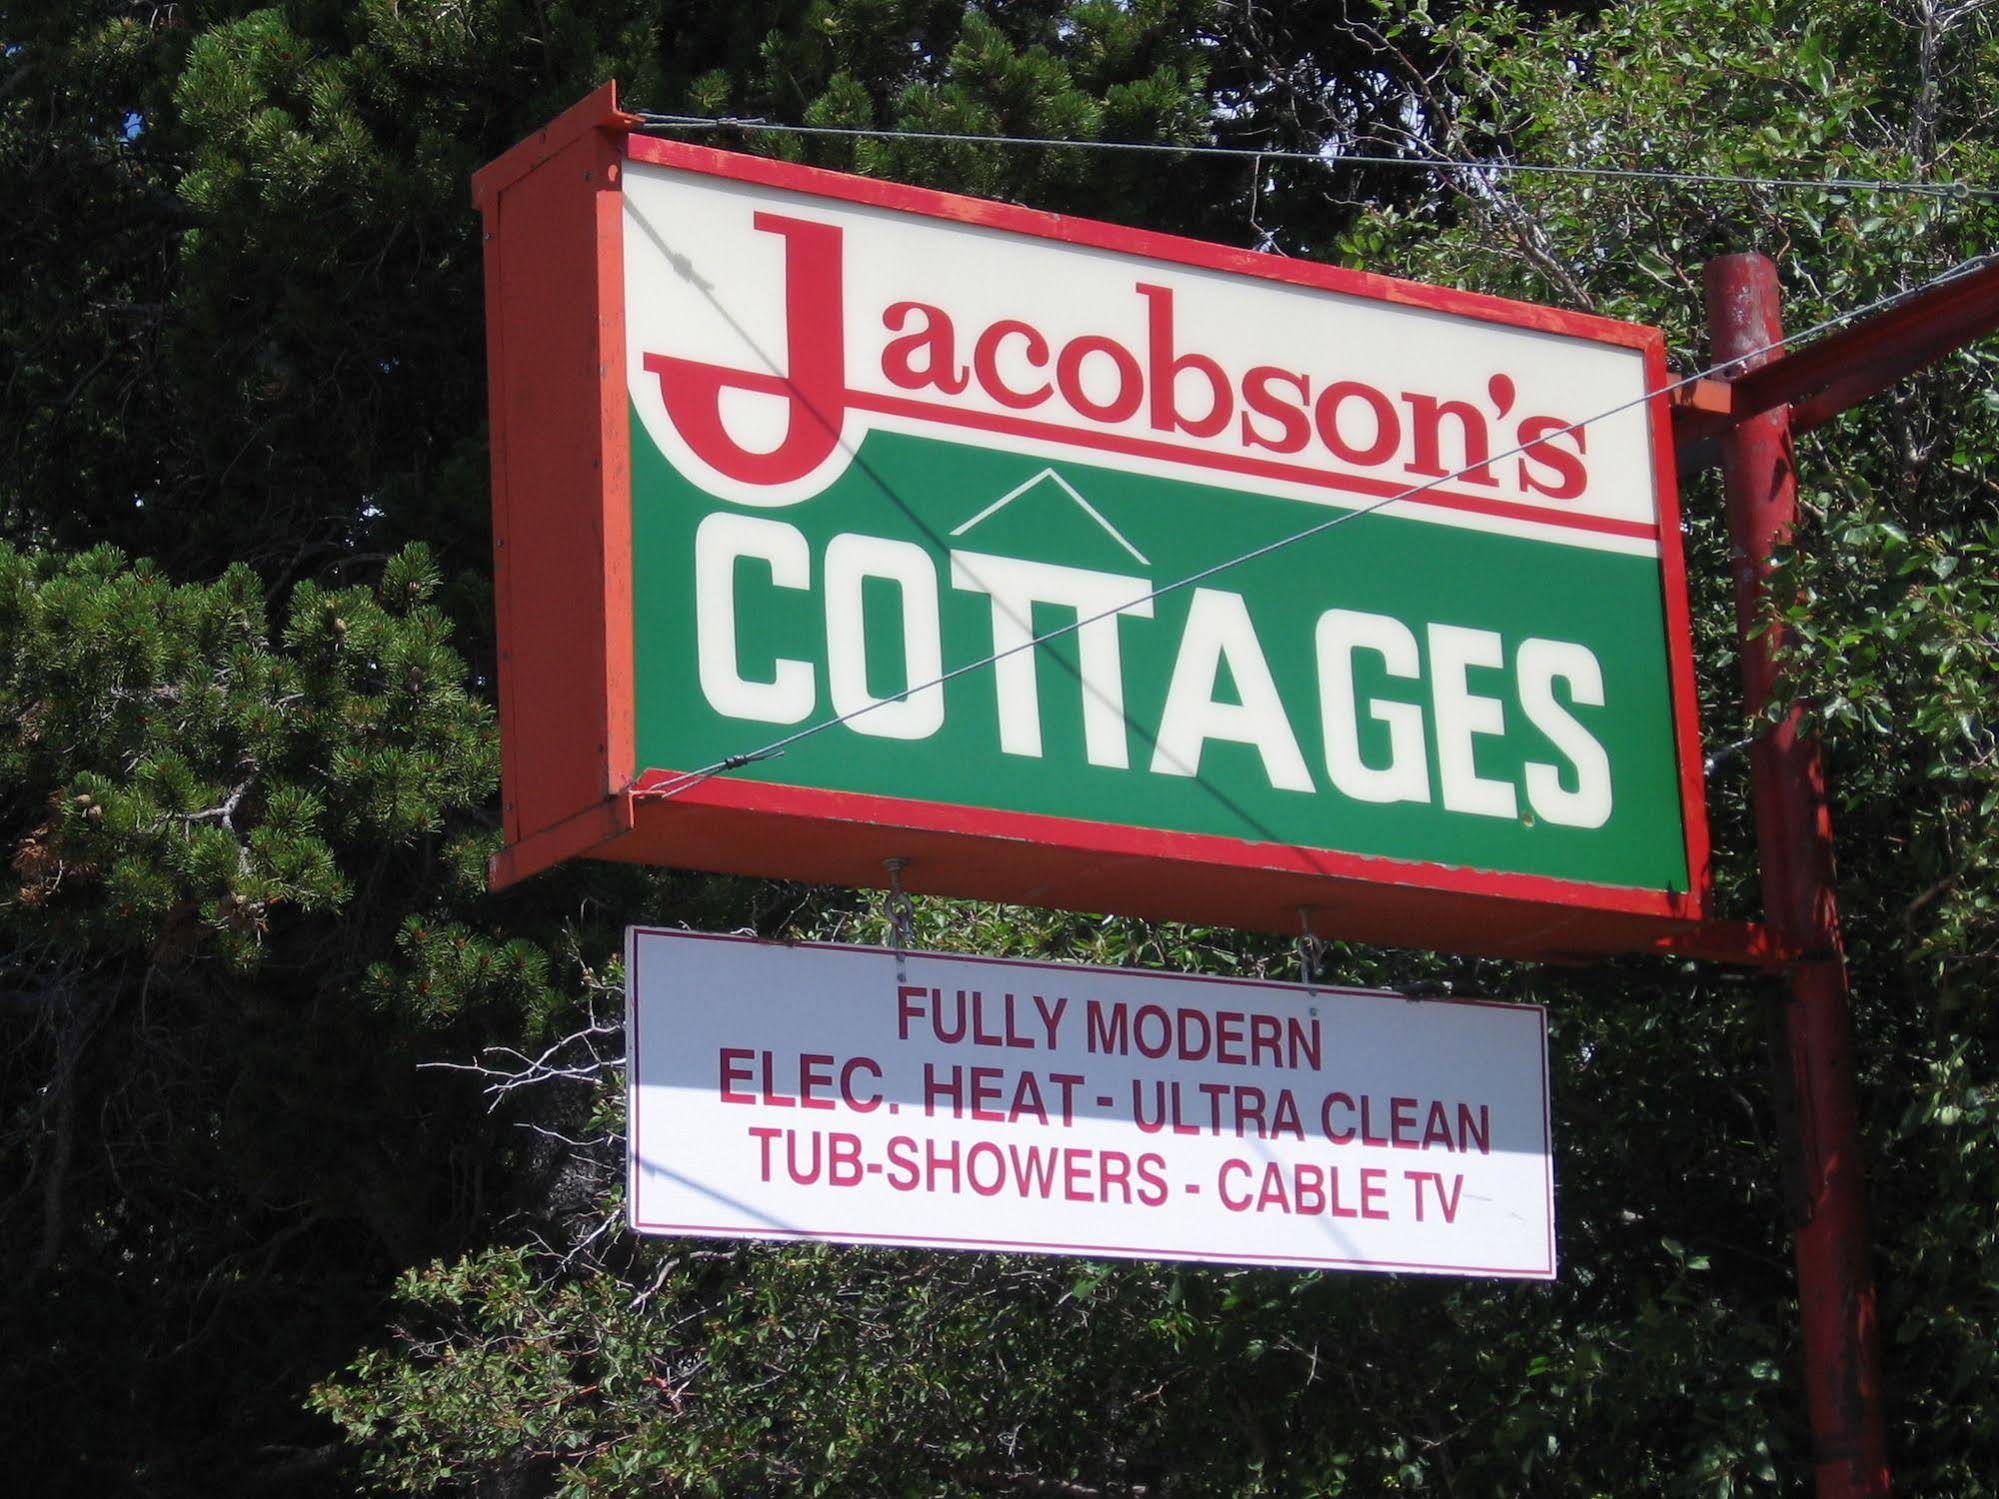 Jacobson's
COTTAGES
FULLY MODERN
ELEC. HEAT - ULTRA CLEAN
TUB-SHOWERS - CABLE TV